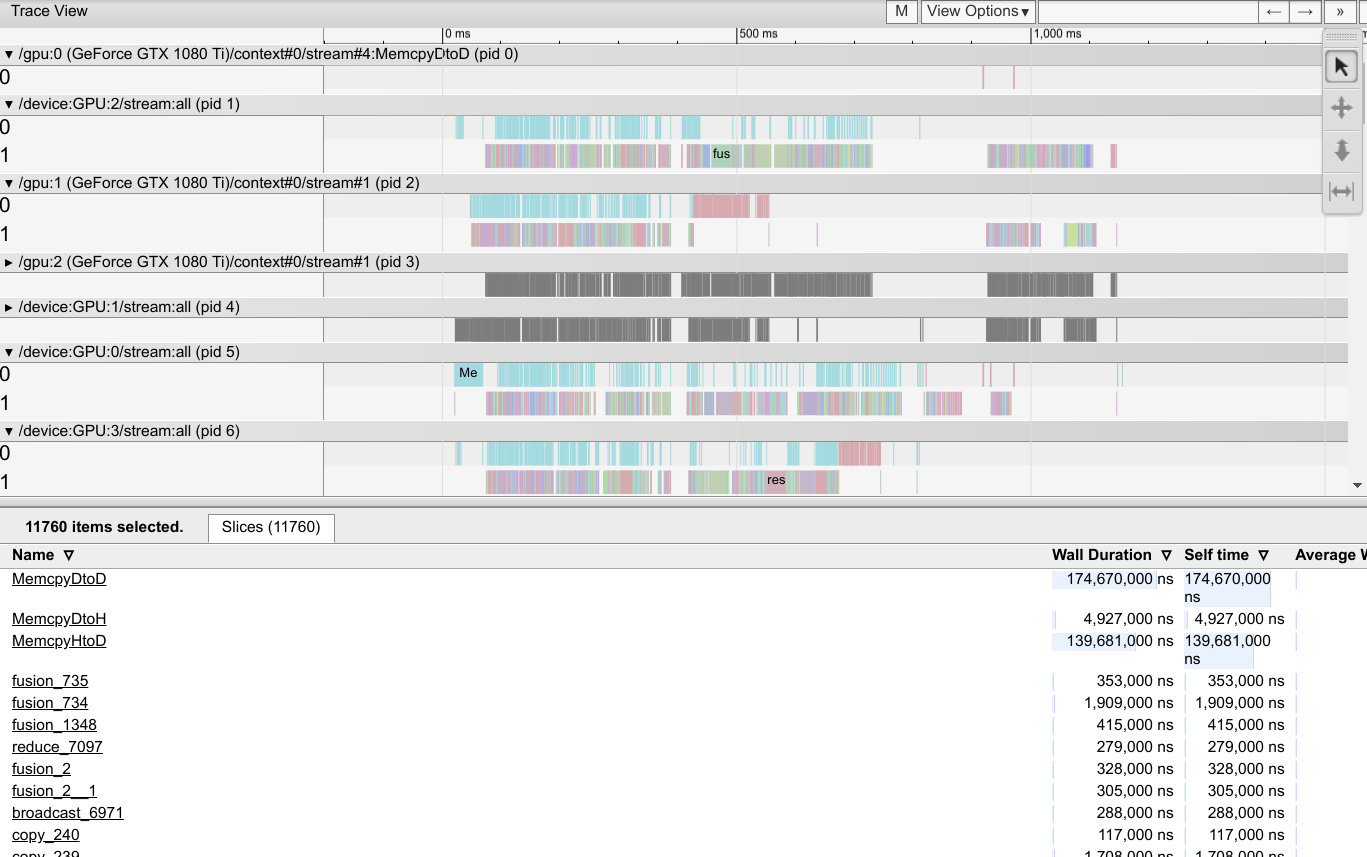 Trace View M View Options▾ ← → »
0 ms 500 ms 1,000 ms
▾ /gpu:0 (GeForce GTX 1080 Ti)/context#0/stream#4:MemcpyDtoD (pid 0)
0
▾ /device:GPU:2/stream:all (pid 1)
0
1 fus
▾ /gpu:1 (GeForce GTX 1080 Ti)/context#0/stream#1 (pid 2)
0
1
▸ /gpu:2 (GeForce GTX 1080 Ti)/context#0/stream#1 (pid 3)
▸ /device:GPU:1/stream:all (pid 4)
▾ /device:GPU:0/stream:all (pid 5)
0 Me
1
▾ /device:GPU:3/stream:all (pid 6)
0
1 res
11760 items selected. Slices (11760)
Name ▽ Wall Duration ▽ Self time ▽ Average W
MemcpyDtoD 174,670,000 ns 174,670,000
ns
MemcpyDtoH 4,927,000 ns 4,927,000 ns
MemcpyHtoD 139,681,000 ns 139,681,000
ns
fusion_735 353,000 ns 353,000 ns
fusion_734 1,909,000 ns 1,909,000 ns
fusion_1348 415,000 ns 415,000 ns
reduce_7097 279,000 ns 279,000 ns
fusion_2 328,000 ns 328,000 ns
fusion_2__1 305,000 ns 305,000 ns
broadcast_6971 288,000 ns 288,000 ns
copy_240 117,000 ns 117,000 ns
copy_239 1,708,000 ns 1,708,000 ns